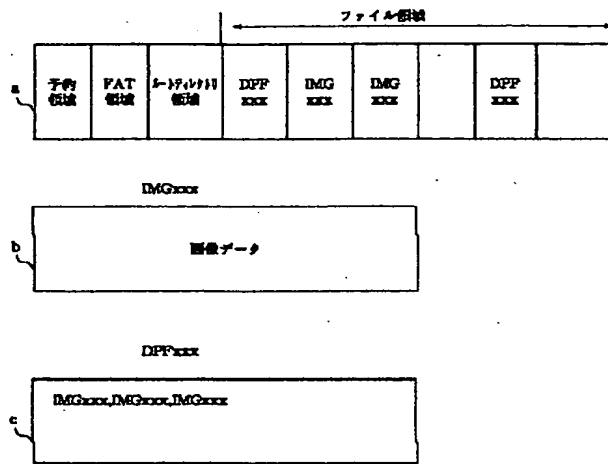 ファイル領域
a
予約 FAT ルートディレクトリ DPF IMG IMG DPF
領域 領域 領域 xxx xxx xxx xxx
IMGxxx
b
画像データ
DPFxxx
IMGxxx,IMGxxx,IMGxxx
c